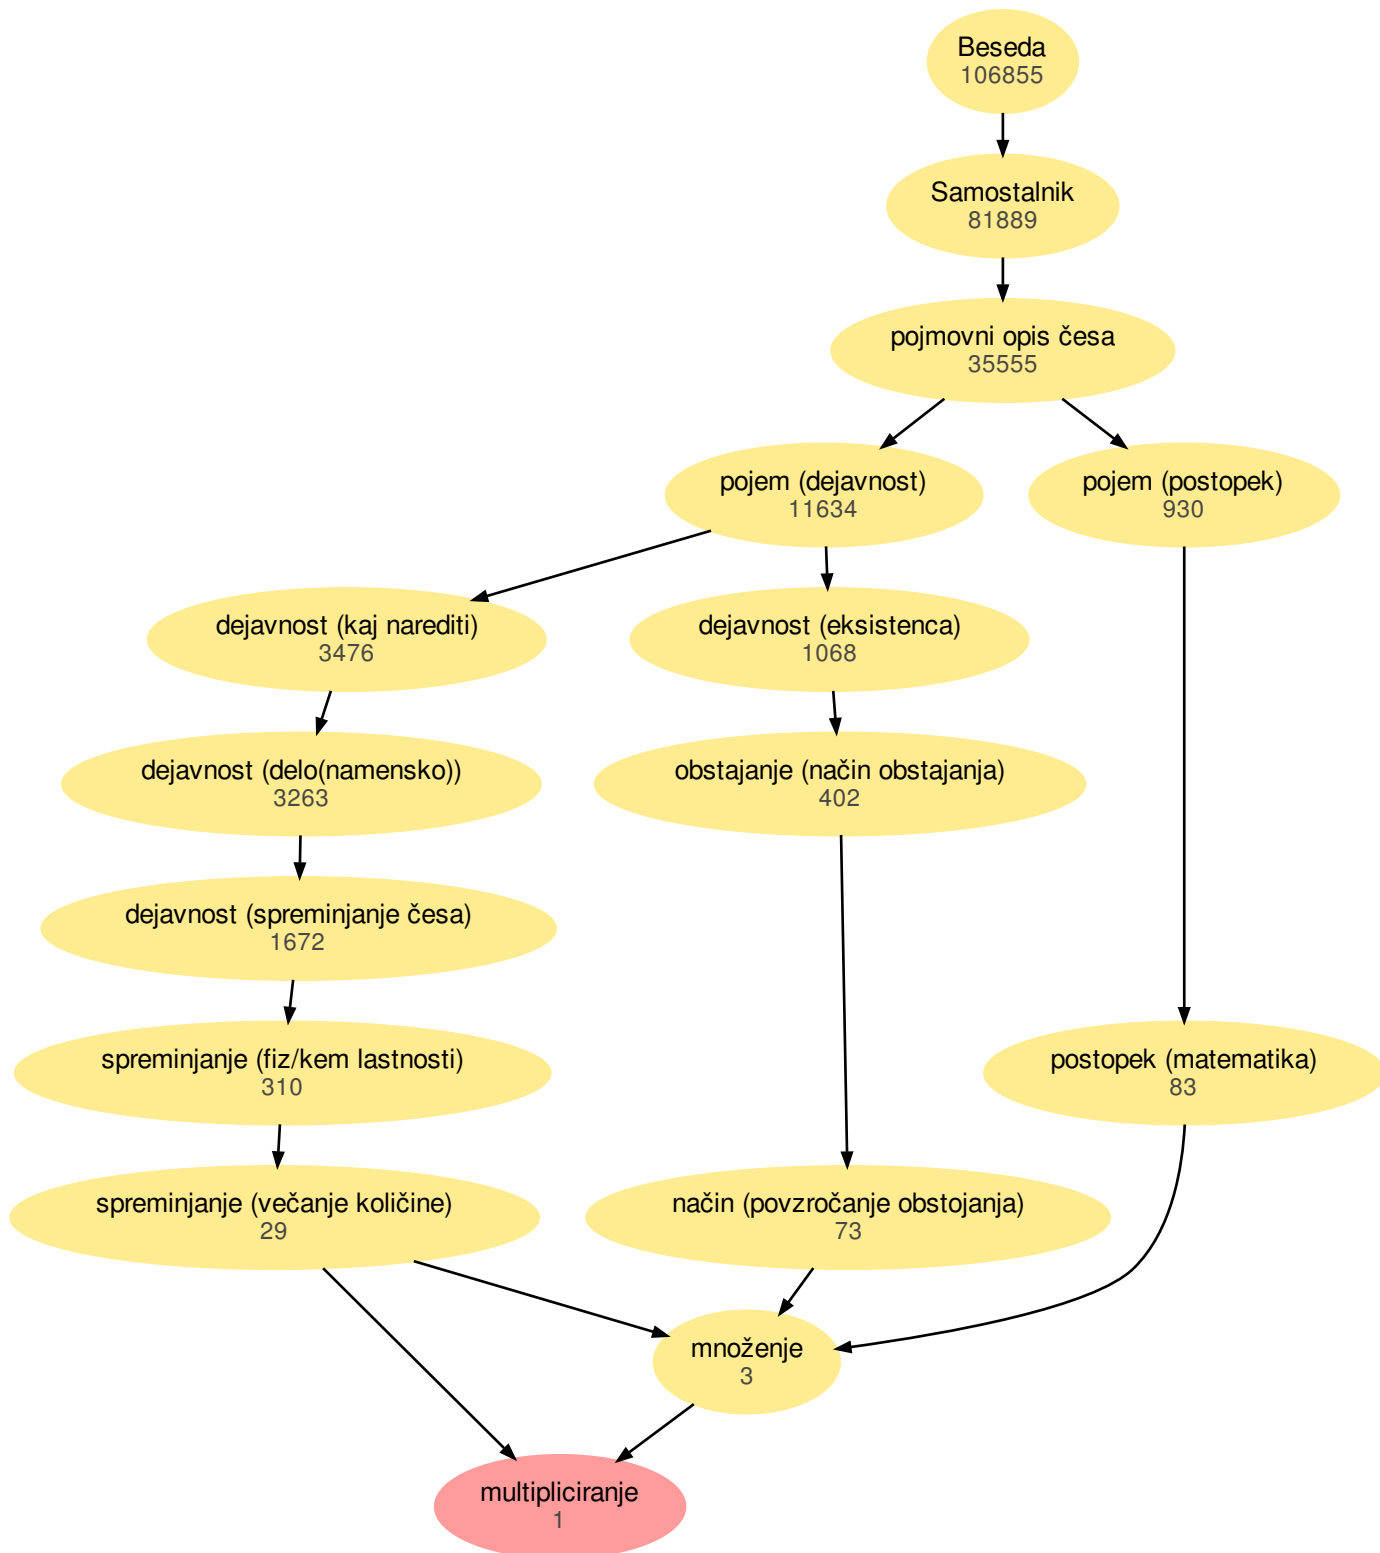 Beseda
106855
Samostalnik
81889
pojmovni opis česa
35555
pojem (dejavnost)
11634
pojem (postopek)
930
dejavnost (kaj narediti)
3476
dejavnost (eksistenca)
1068
dejavnost (delo(namensko))
3263
obstajanje (način obstajanja)
402
dejavnost (spreminjanje česa)
1672
spreminjanje (fiz/kem lastnosti)
310
postopek (matematika)
83
spreminjanje (večanje količine)
29
način (povzročanje obstojanja)
73
množenje
3
multipliciranje
1